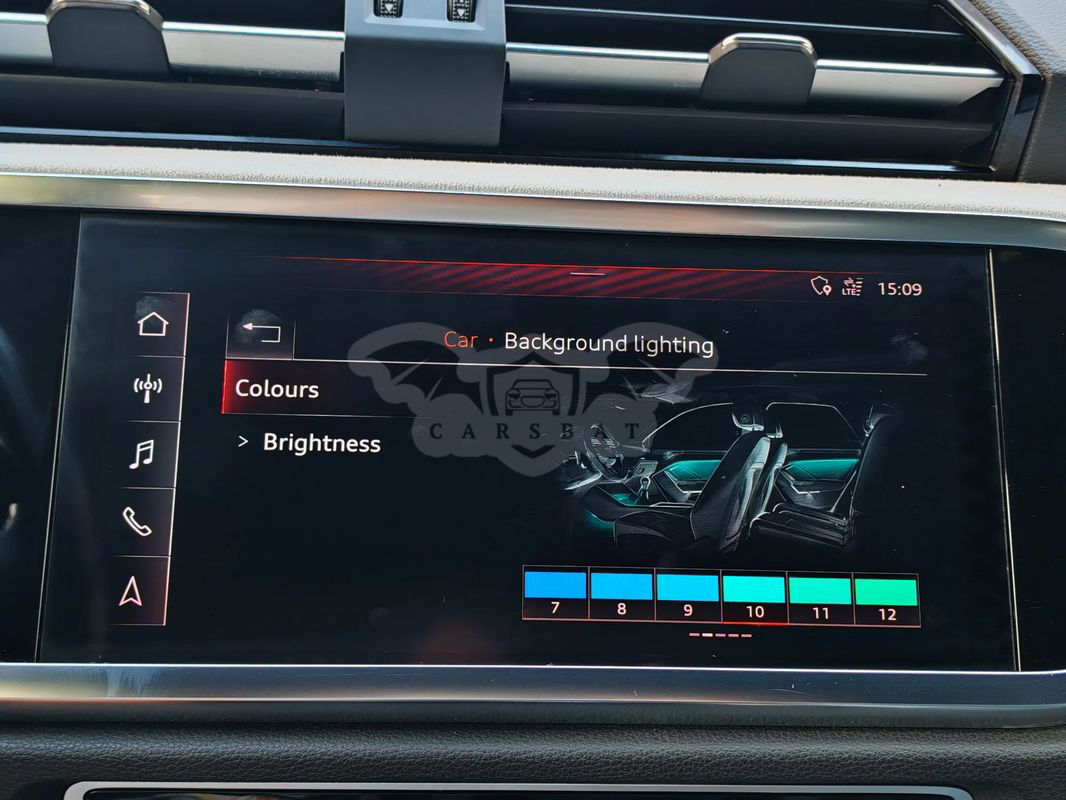 LTE
15:09
Car · Background lighting
Colours
CARSBAT
> Brightness
7 8 9 10 11 12